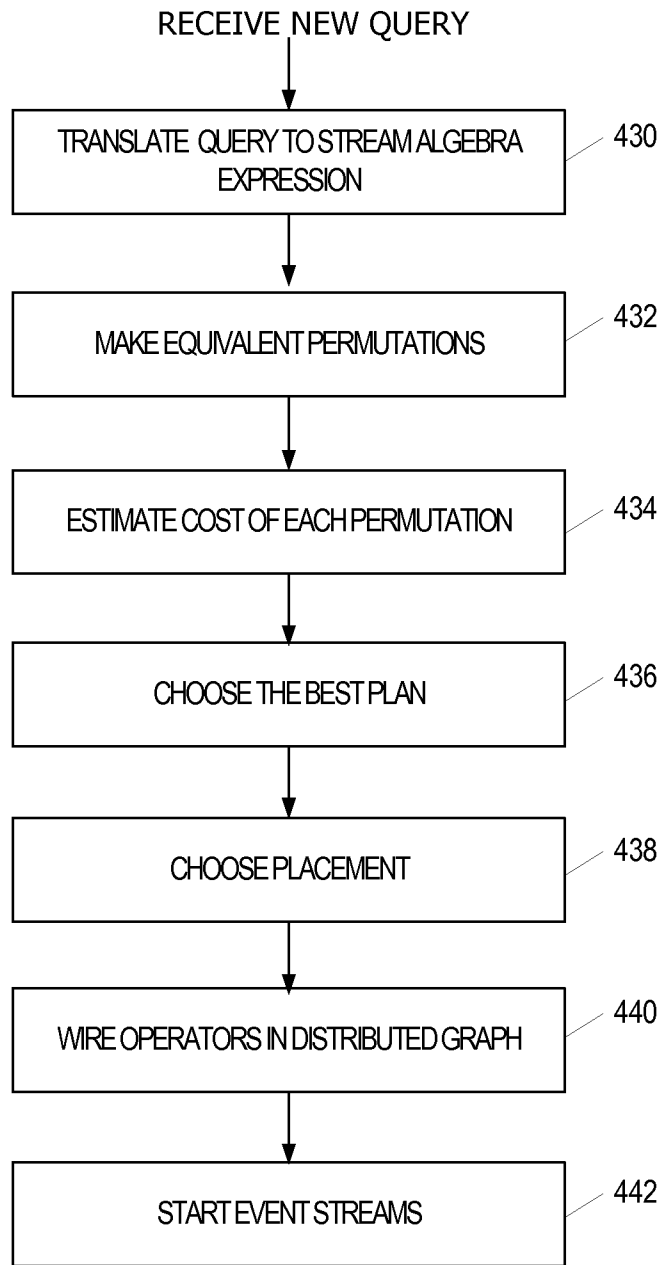 RECEIVE NEW QUERY
TRANSLATE QUERY TO STREAM ALGEBRA
EXPRESSION
430
MAKE EQUIVALENT PERMUTATIONS
432
ESTIMATE COST OF EACH PERMUTATION
434
CHOOSE THE BEST PLAN
436
CHOOSE PLACEMENT
438
WIRE OPERATORS IN DISTRIBUTED GRAPH
440
START EVENT STREAMS
442